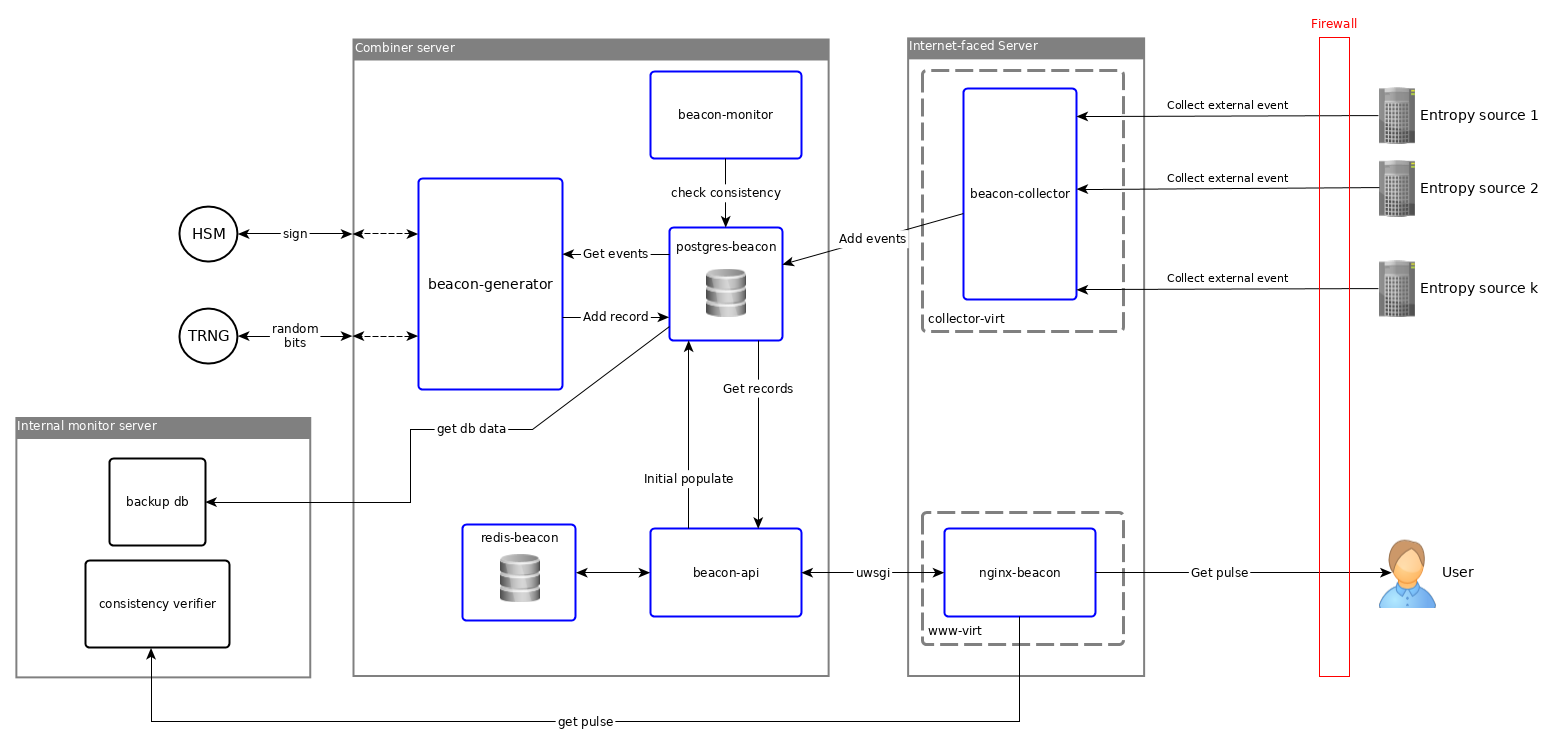 Firewall
Combiner server
Internet-faced Server
beacon-monitor
Collect external event
Entropy source 1
check consistency
beacon-collector
Collect external event
Entropy source 2
HSM
sign
postgres-beacon
Add events
Get events
beacon-generator
Collect external event
Entropy source k
Add record
TRNG
random
bits
collector-virt
Get records
Internal monitor server
get db data
Initial populate
backup db
redis-beacon
beacon-api
uwsgi
nginx-beacon
Get pulse
User
consistency verifier
www-virt
get pulse